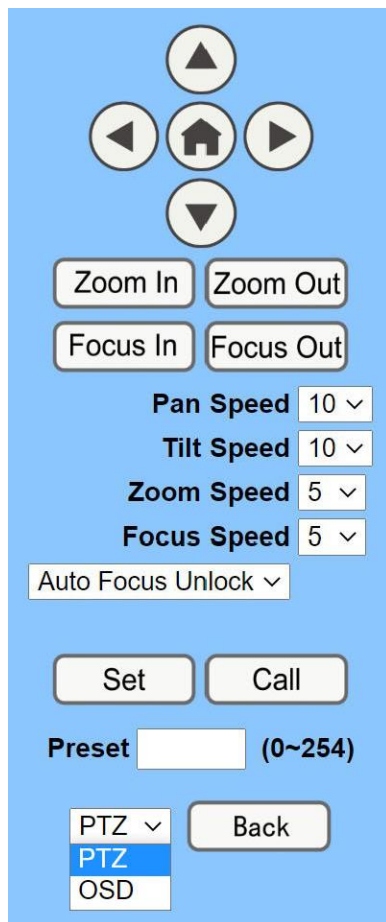 Zoom In Zoom Out
Focus In Focus Out
Pan Speed 10
Tilt Speed 10
Zoom Speed 5
Focus Speed 5
Auto Focus Unlock
Set Call
Preset (0~254)
PTZ Back
PTZ
OSD